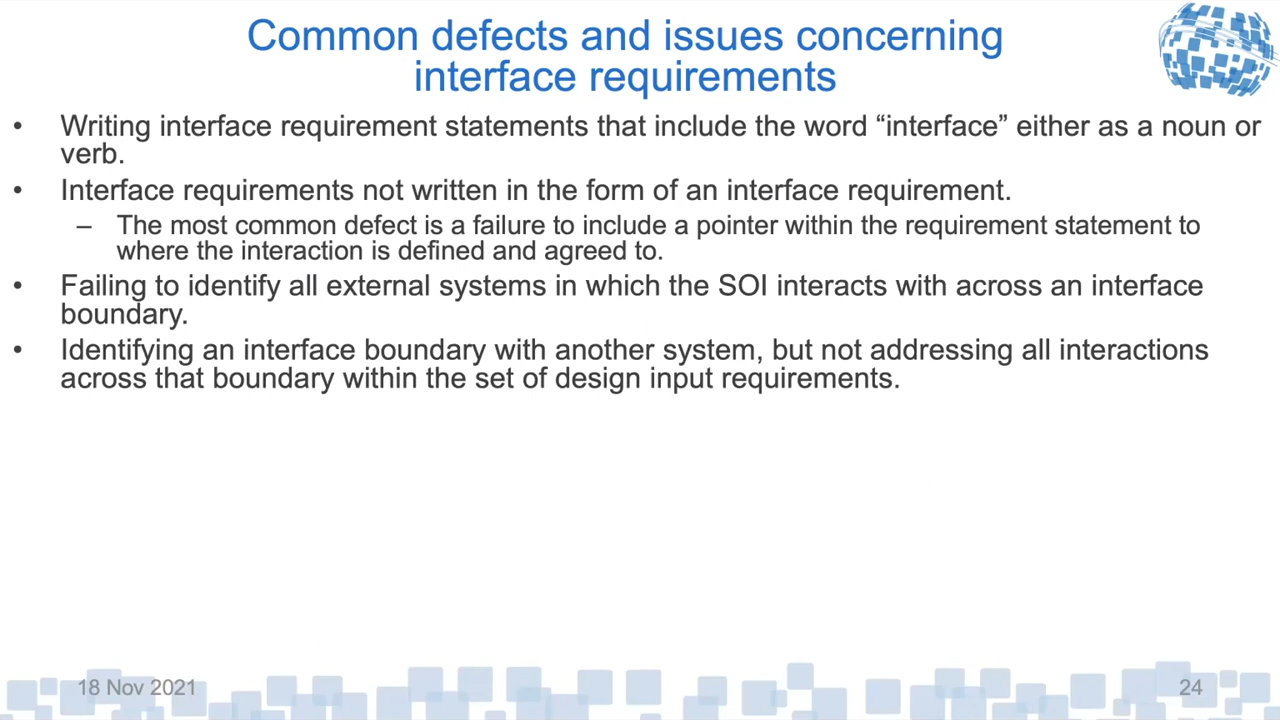 Common defects and issues concerning
interface requirements
• Writing interface requirement statements that include the word “interface” either as a noun or
verb.
• Interface requirements not written in the form of an interface requirement.
– The most common defect is a failure to include a pointer within the requirement statement to
where the interaction is defined and agreed to.
• Failing to identify all external systems in which the SOI interacts with across an interface
boundary.
• Identifying an interface boundary with another system, but not addressing all interactions
across that boundary within the set of design input requirements.
18 Nov 2021
24